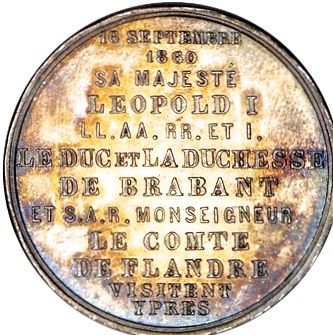 16 SEPTEMBRE
1860
SA MAJESTÉ
LEOPOLD I
LL. AA. RR. ET I.
LE DUC ET LA DUCHESSE
DE BRABANT
ET S.A.R. MONSEIGNEUR
LE COMTE
DE FLANDRE
VISITENT
YPRES